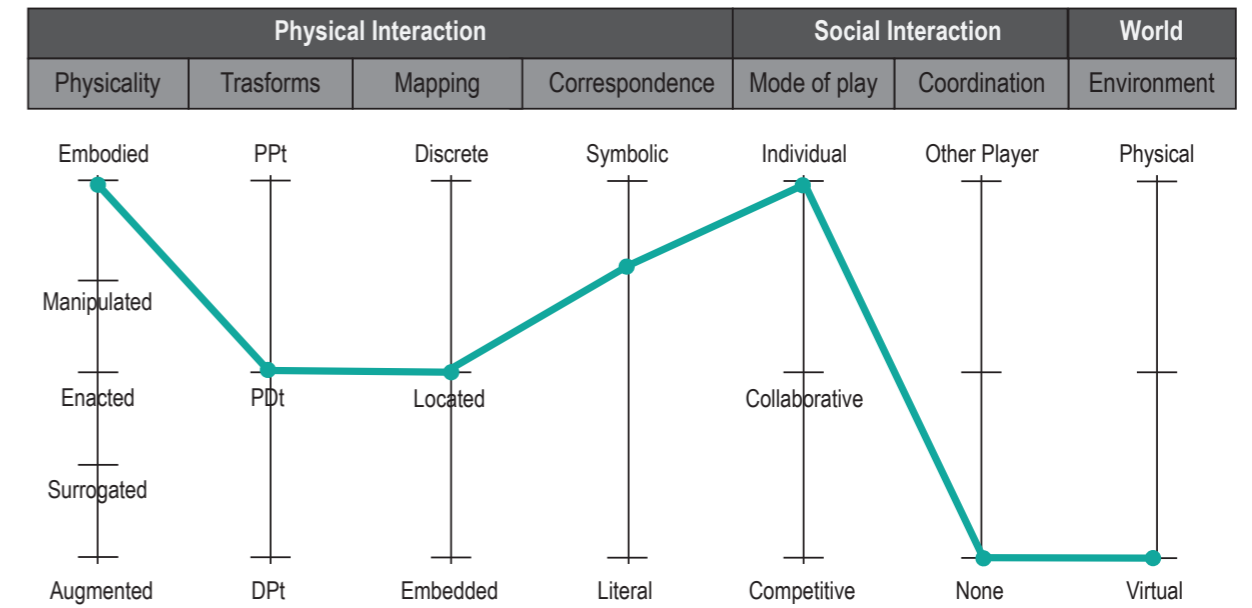 Physical Interaction Social Interaction World
Physicality Trasforms Mapping Correspondence Mode of play Coordination Environment
Embodied PPt Discrete Symbolic Individual Other Player Physical
Manipulated
Enacted PDt Located Collaborative
Surrogated
Augmented DPt Embedded Literal Competitive None Virtual